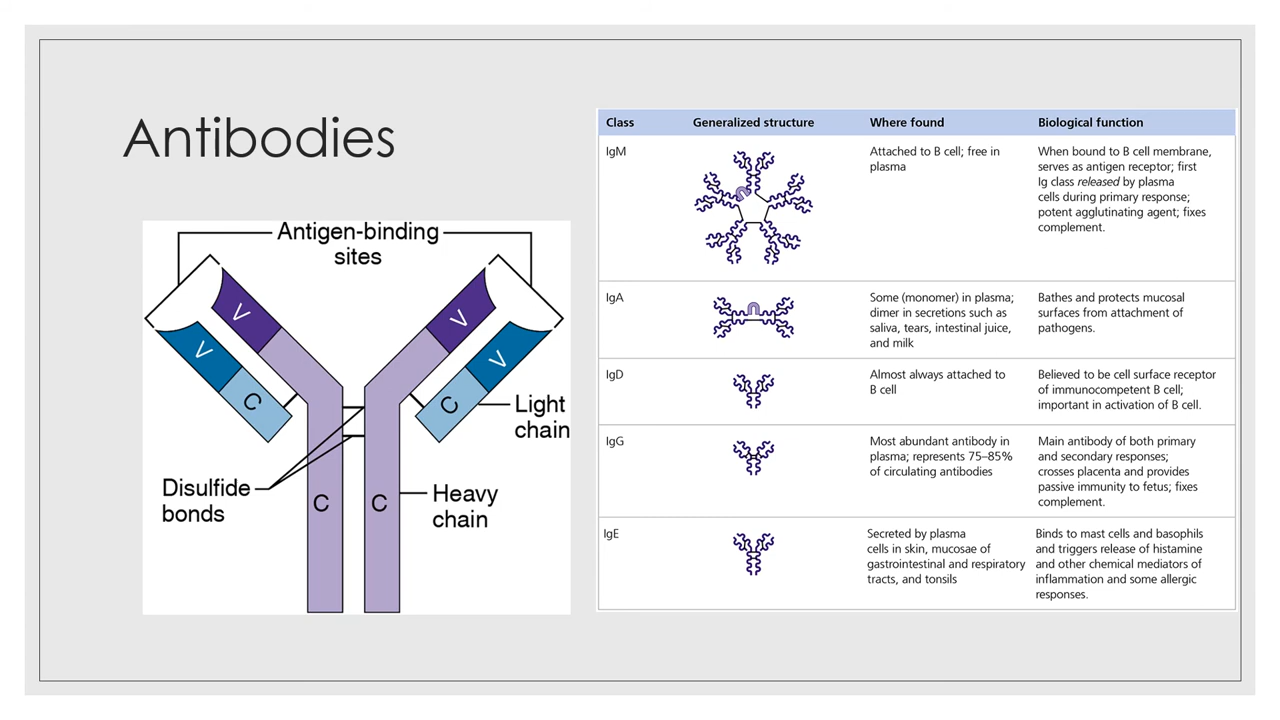 Antibodies
Antigen-binding
sites
V
V
V
V
C
C
Light
chain
Disulfide
bonds
C
C
Heavy
chain
Class Generalized structure Where found Biological function
IgM
Attached to B cell; free in
plasma
When bound to B cell membrane,
serves as antigen receptor; first
Ig class released by plasma
cells during primary response;
potent agglutinating agent; fixes
complement.
IgA
Some (monomer) in plasma;
dimer in secretions such as
saliva, tears, intestinal juice,
and milk
Bathes and protects mucosal
surfaces from attachment of
pathogens.
IgD
Almost always attached to
B cell
Believed to be cell surface receptor
of immunocompetent B cell;
important in activation of B cell.
IgG
Most abundant antibody in
plasma; represents 75–85%
of circulating antibodies
Main antibody of both primary
and secondary responses;
crosses placenta and provides
passive immunity to fetus; fixes
complement.
IgE
Secreted by plasma
cells in skin, mucosae of
gastrointestinal and respiratory
tracts, and tonsils
Binds to mast cells and basophils
and triggers release of histamine
and other chemical mediators of
inflammation and some allergic
responses.